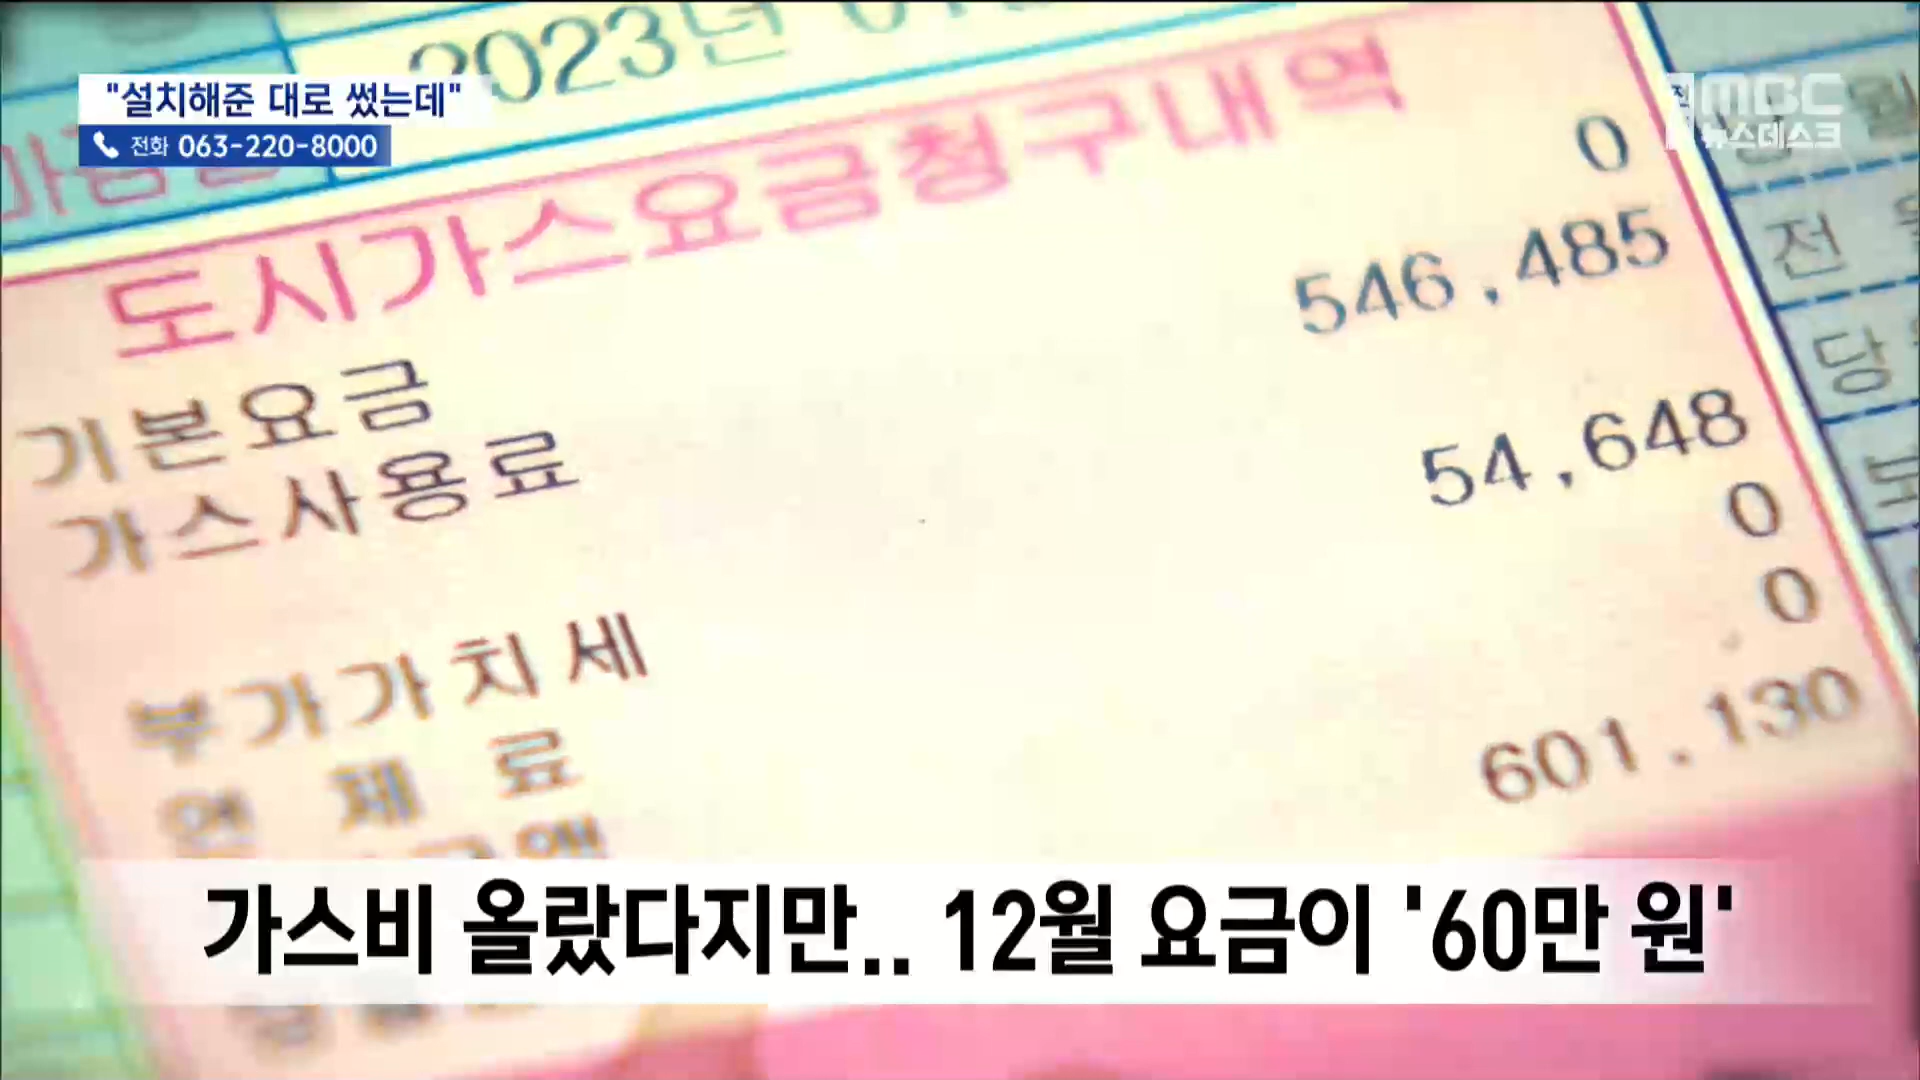 2023년
"설치해준 대로 썼는데"
전화 063-220-8000
MBC
뉴스데스크
도시가스요금청구내역
기본요금 0
가스사용료 546,485
부가가치세 54,648
연체료 0
0
601,130
전
당
가스비 올랐다지만.. 12월 요금이 '60만 원'